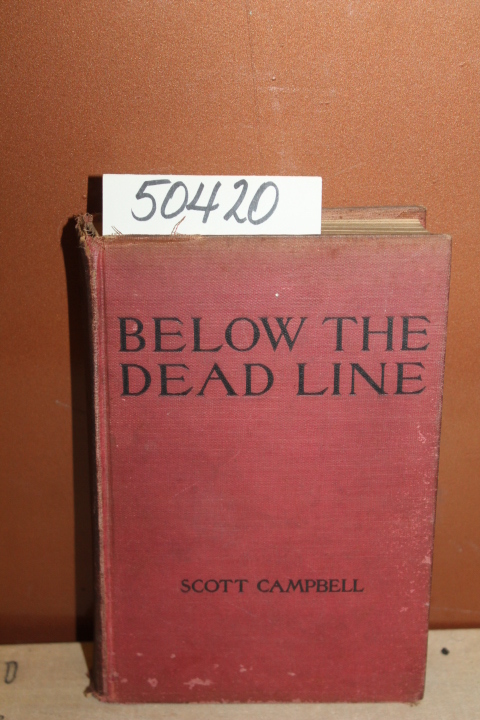 50420
BELOW THE
DEAD LINE
SCOTT CAMPBELL
D